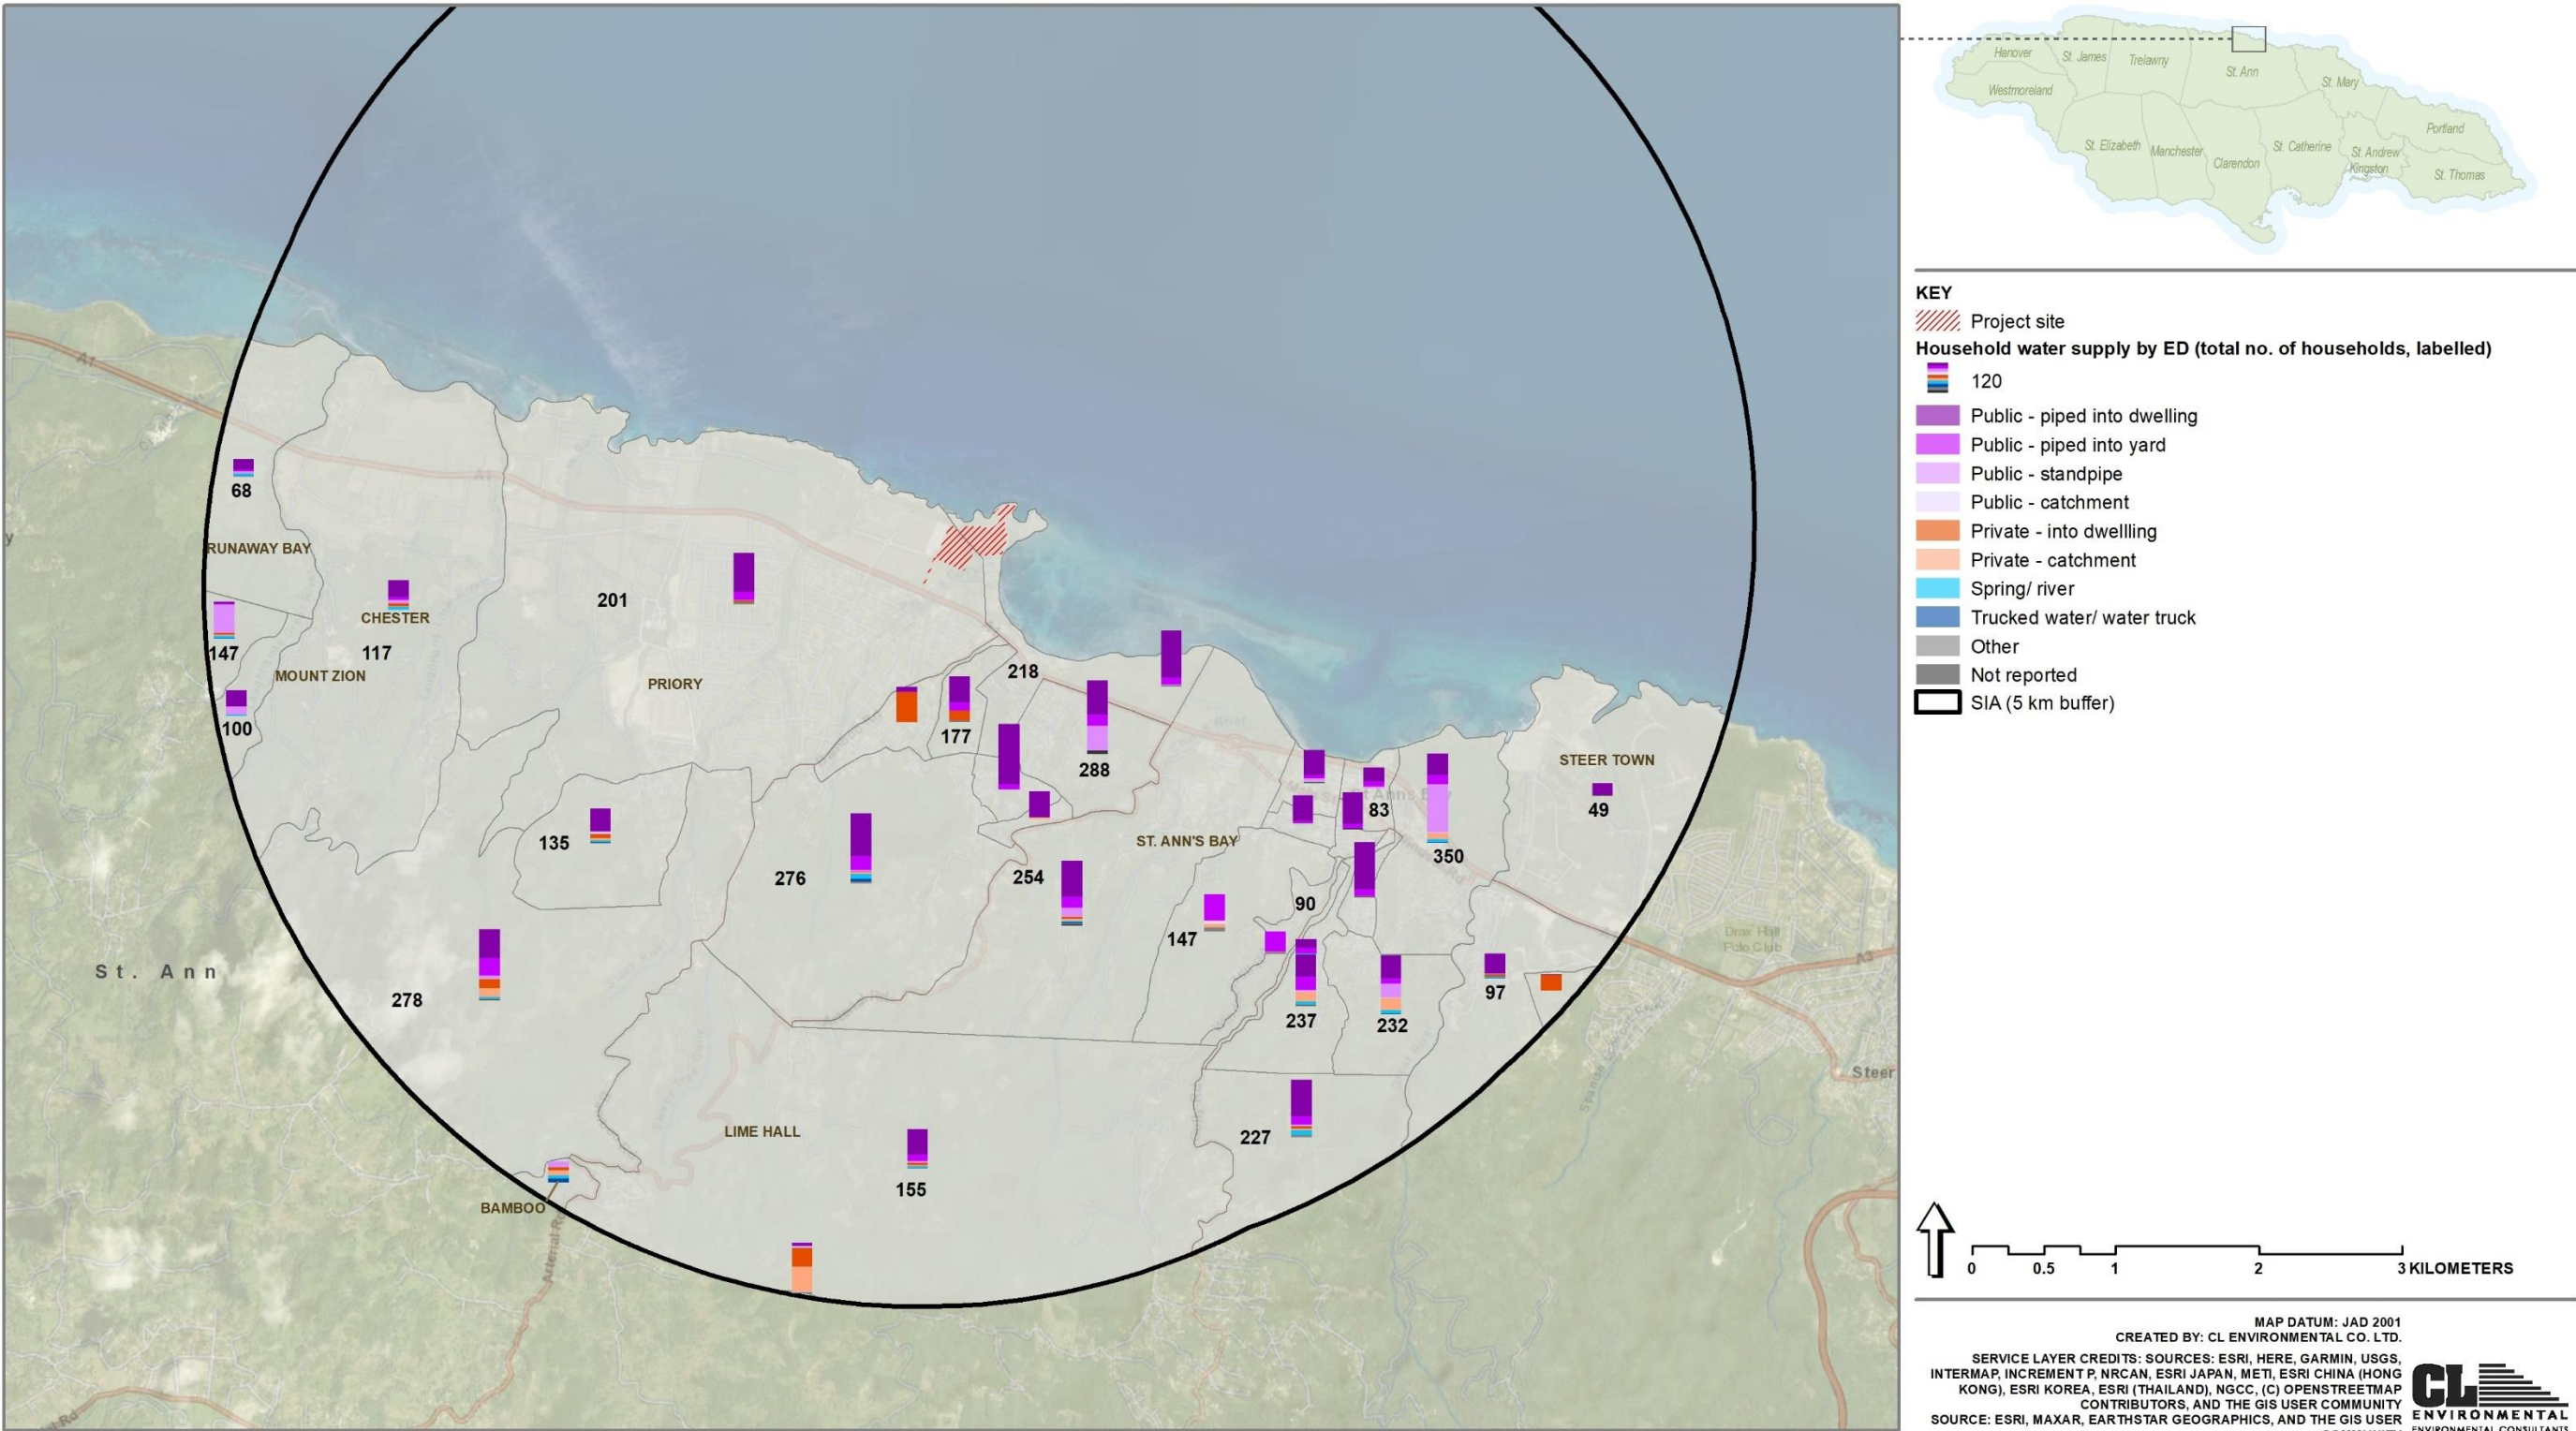 Hanover
St. James
Trelawny
St. Ann
St. Mary
Westmoreland
Portland
St. Elizabeth
Manchester
Clarendon
St. Catherine
St. Andrew
Kingston
St. Thomas
KEY
Project site
Household water supply by ED (total no. of households, labelled)
120
Public - piped into dwelling
Public - piped into yard
Public - standpipe
Public - catchment
Private - into dwellling
Private - catchment
Spring/ river
Trucked water/ water truck
Other
Not reported
SIA (5 km buffer)
A1
A1
68
RUNAWAY BAY
201
CHESTER
147
117
MOUNT ZION
PRIORY
218
100
177
288
STEER TOWN
49
83
135
ST. ANN'S BAY
350
276
254
90
147
St. Ann
278
97
237
232
Drax Hall
Polo Club
A3
Steer
LIME HALL
227
155
BAMBOO
Arterial Rd
0 0.5 1 2 3 KILOMETERS
MAP DATUM: JAD 2001
CREATED BY: CL ENVIRONMENTAL CO. LTD.
SERVICE LAYER CREDITS: SOURCES: ESRI, HERE, GARMIN, USGS,
INTERMAP, INCREMENT P, NRCAN, ESRI JAPAN, METI, ESRI CHINA (HONG
KONG), ESRI KOREA, ESRI (THAILAND), NGCC, (C) OPENSTREETMAP
CONTRIBUTORS, AND THE GIS USER COMMUNITY
SOURCE: ESRI, MAXAR, EARTHSTAR GEOGRAPHICS, AND THE GIS USER
CL
ENVIRONMENTAL
ENVIRONMENTAL CONSULTANTS